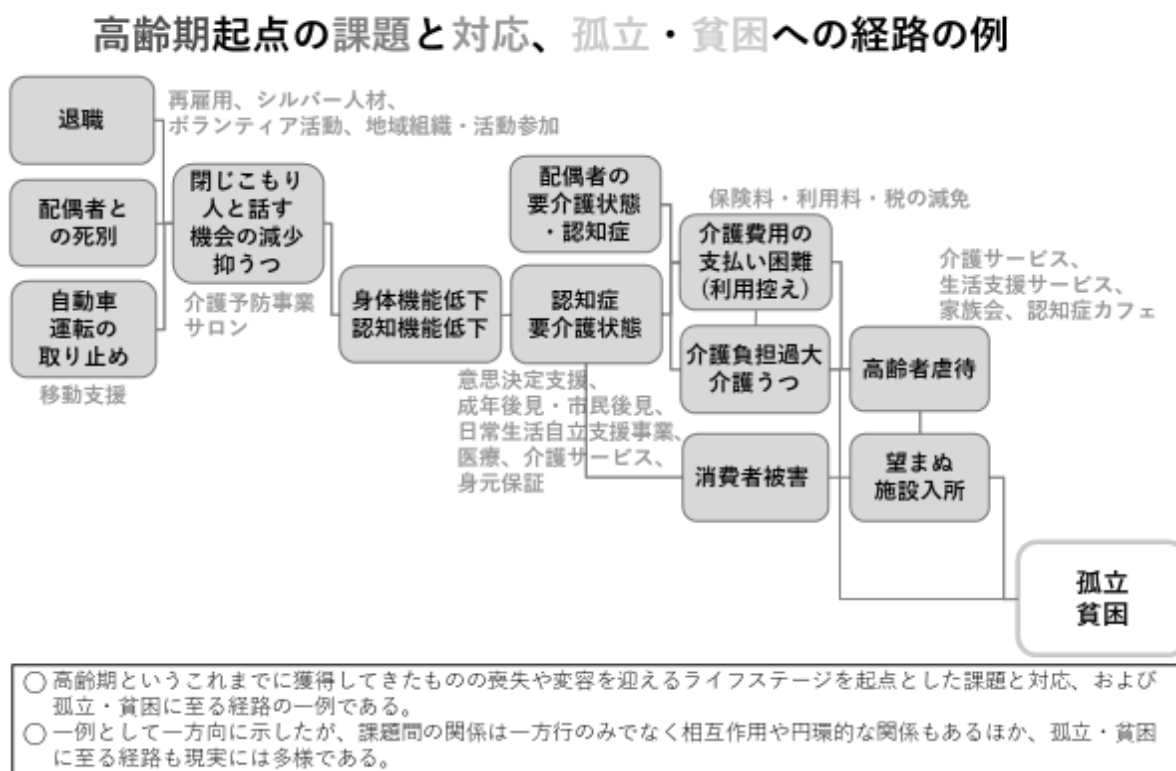 高齢期起点の課題と対応、孤立・貧困への経路の例
退職
再雇用、シルバー人材、
ボランティア活動、地域組織・活動参加
配偶者と
の死別
自動車
運転の
取り止め
移動支援
閉じこもり
人と話す
機会の減少
抑うつ
介護予防事業
サロン
身体機能低下
認知機能低下
配偶者の
要介護状態
・認知症
認知症
要介護状態
意思決定支援、
成年後見・市民後見、
日常生活自立支援事業、
医療、介護サービス、
身元保証
保険料・利用料・税の減免
介護費用の
支払い困難
(利用控え)
介護負担過大
介護うつ
消費者被害
介護サービス、
生活支援サービス、
家族会、認知症カフェ
高齢者虐待
望まぬ
施設入所
孤立
貧困
○ 高齢期というこれまでに獲得してきたものの喪失や変容を迎えるライフステージを起点とした課題と対応、および
孤立・貧困に至る経路の一例である。
○ 一例として一方向に示したが、課題間の関係は一方行のみでなく相互作用や円環的な関係もあるほか、孤立・貧困
に至る経路も現実には多様である。